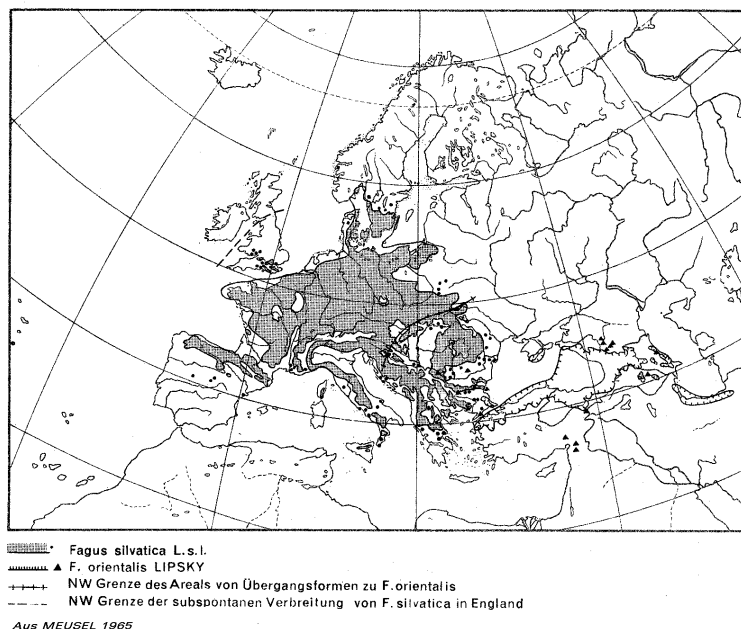 Fagus silvatica L.s.l.
F. orientalis LIPSKY
NW Grenze des Areals von Übergangsformen zu F.orientalis
NW Grenze der subspontanen Verbreitung von F.silvatica in England
Aus MEUSEL 1965